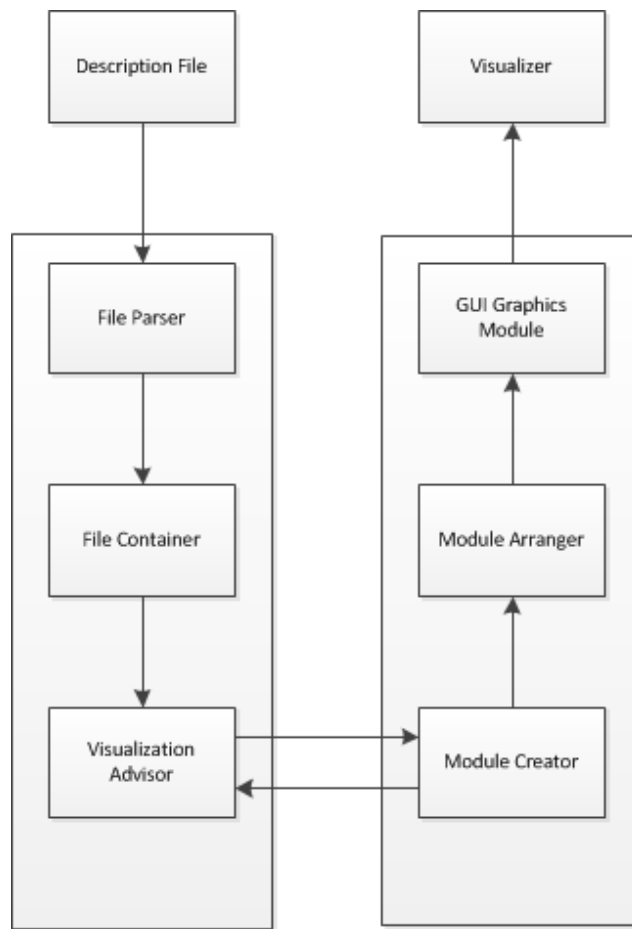 Description File
Visualizer
File Parser
GUI Graphics
Module
File Container
Module Arranger
Visualization
Advisor
Module Creator